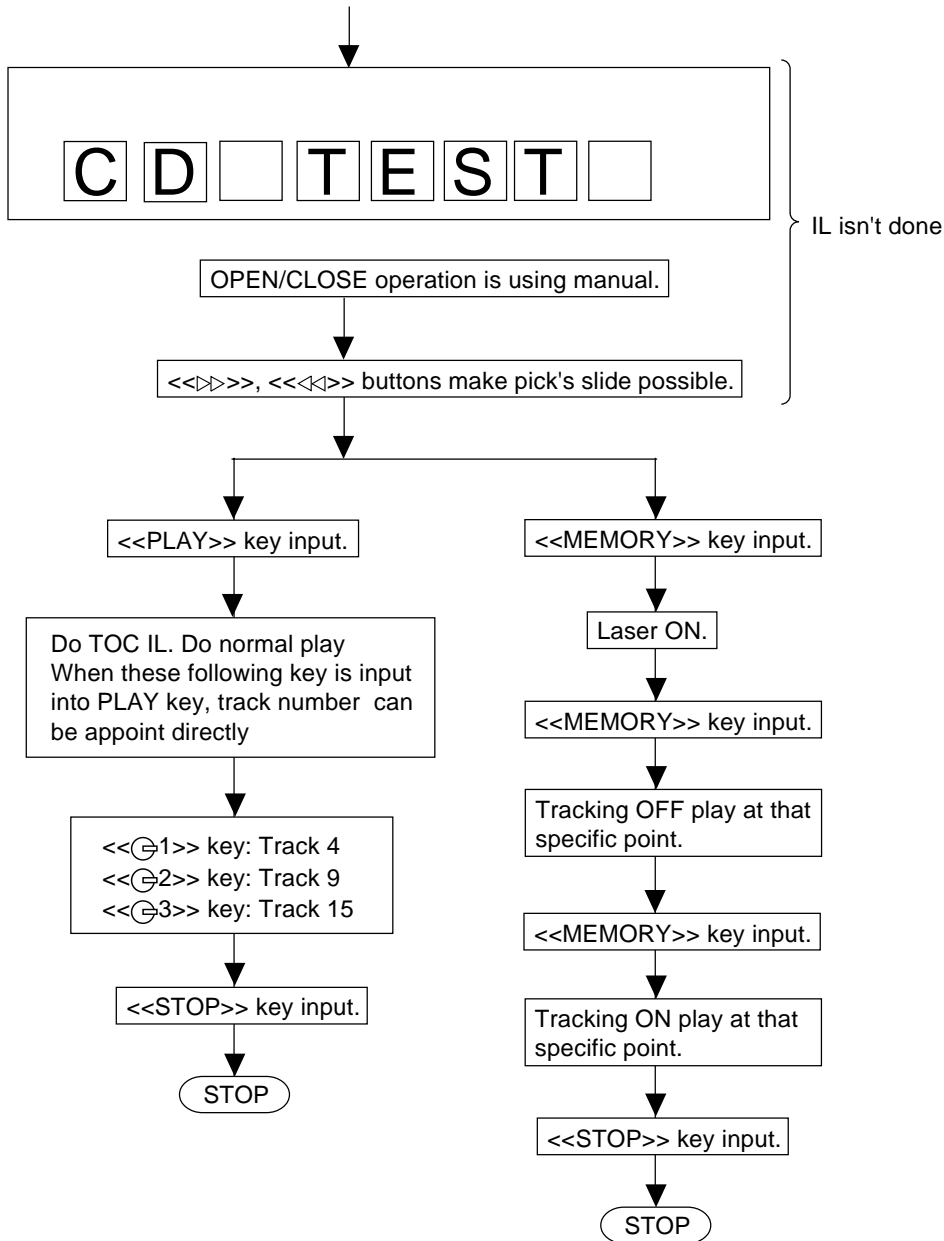 CD TEST
IL isn't done
OPEN/CLOSE operation is using manual.
<<▷▷>>, <<◁◁>> buttons make pick's slide possible.
<<PLAY>> key input.
Do TOC IL. Do normal play
When these following key is input
into PLAY key, track number can
be appoint directly
<<1>> key: Track 4
<<2>> key: Track 9
<<3>> key: Track 15
<<STOP>> key input.
STOP
<<MEMORY>> key input.
Laser ON.
<<MEMORY>> key input.
Tracking OFF play at that
specific point.
<<MEMORY>> key input.
Tracking ON play at that
specific point.
<<STOP>> key input.
STOP